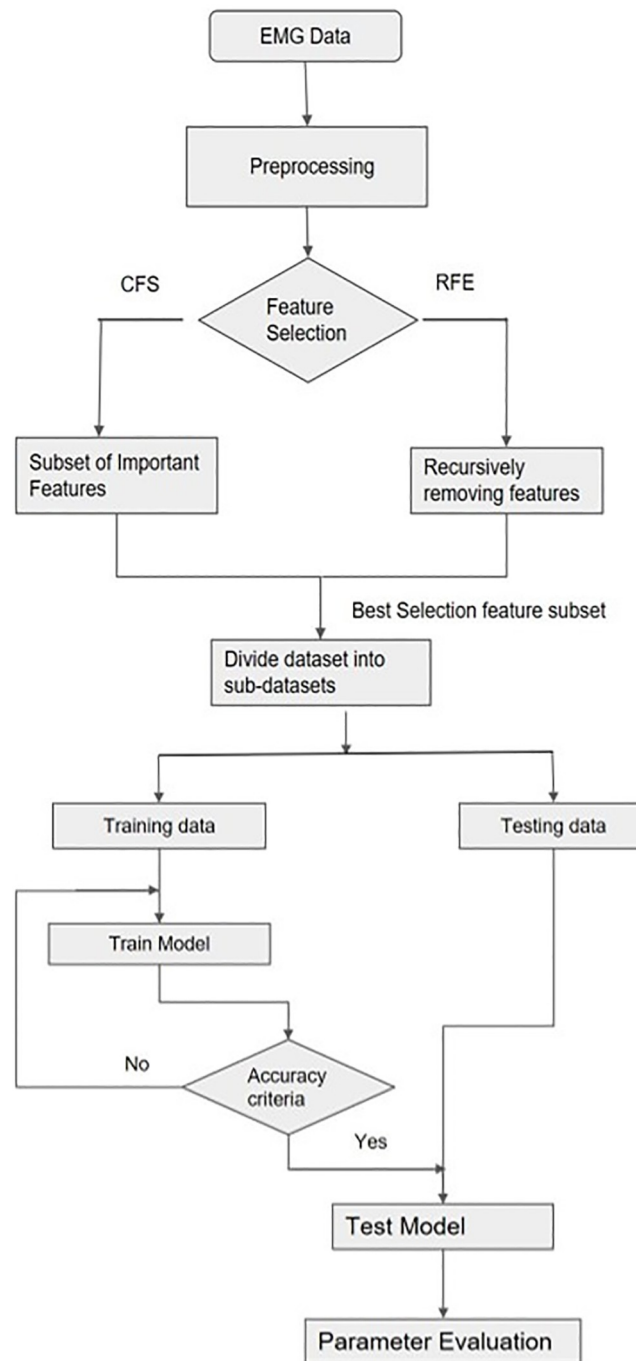 EMG Data
Preprocessing
CFS
RFE
Feature
Selection
Subset of Important
Features
Recursively
removing features
Best Selection feature subset
Divide dataset into
sub-datasets
Training data
Testing data
Train Model
No
Accuracy
criteria
Yes
Test Model
Parameter Evaluation